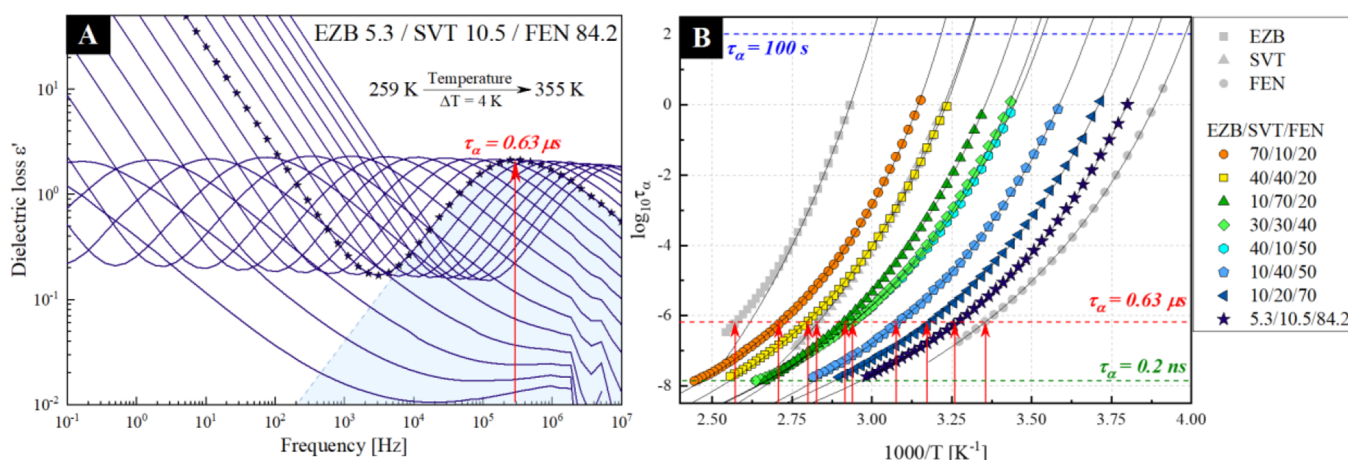 A
EZB 5.3 / SVT 10.5 / FEN 84.2
259 K Temperature ΔT = 4 K 355 K
τα = 0.63 μs
Dielectric loss ε'
10¹
10⁰
10⁻¹
10⁻²
10⁻¹ 10⁰ 10¹ 10² 10³ 10⁴ 10⁵ 10⁶ 10⁷
Frequency [Hz]
B
τα = 100 s
τα = 0.63 μs
τα = 0.2 ns
log₁₀τα
2
0
-2
-4
-6
-8
2.50 2.75 3.00 3.25 3.50 3.75 4.00
1000/T [K⁻¹]
EZB
SVT
FEN
EZB/SVT/FEN
70/10/20
40/40/20
10/70/20
30/30/40
40/10/50
10/40/50
10/20/70
5.3/10.5/84.2